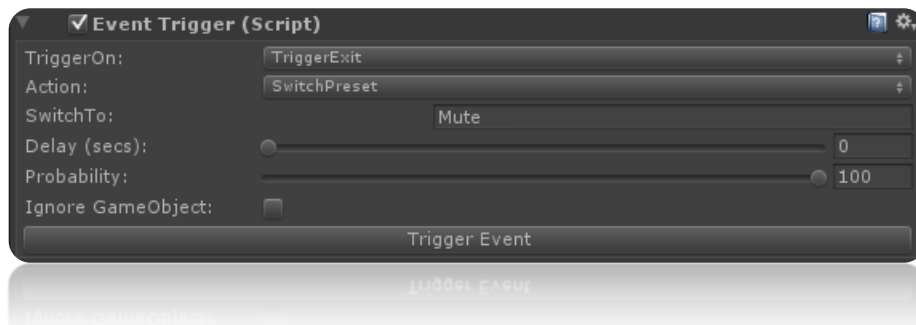 Event Trigger (Script)
TriggerOn: TriggerExit
Action: SwitchPreset
SwitchTo: Mute
Delay (secs): 0
Probability: 100
Ignore GameObject:
Trigger Event